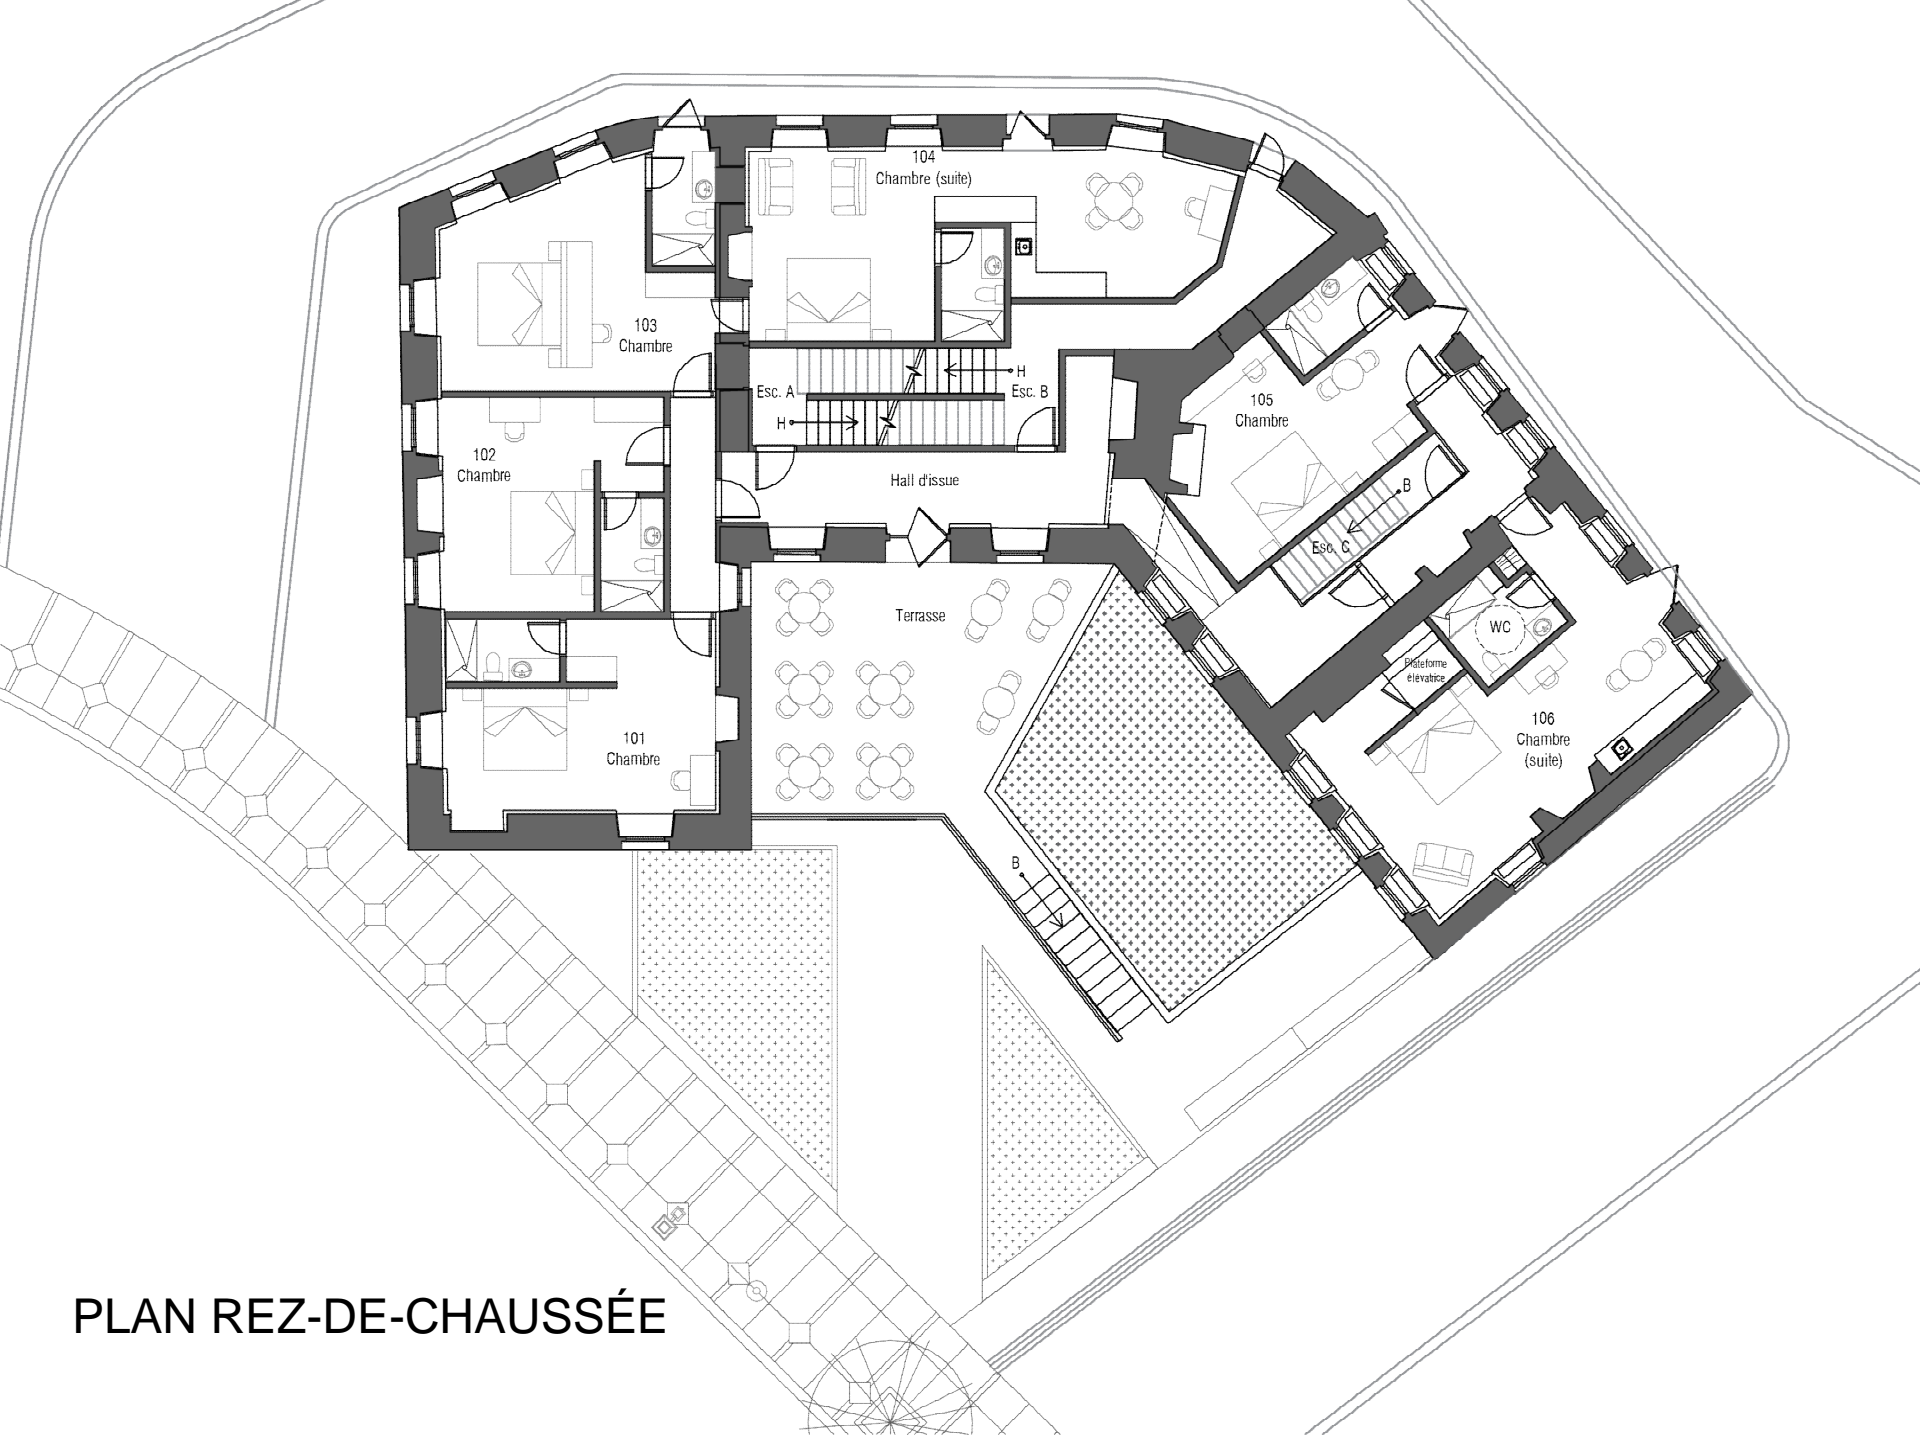 104
Chambre (suite)
103
Chambre
H
Esc. A
Esc. B
H
105
Chambre
102
Chambre
Hall d'issue
B
Esc. C
Terrasse
WC
Plateforme
élévatrice
106
Chambre
(suite)
101
Chambre
B
PLAN REZ-DE-CHAUSSÉE